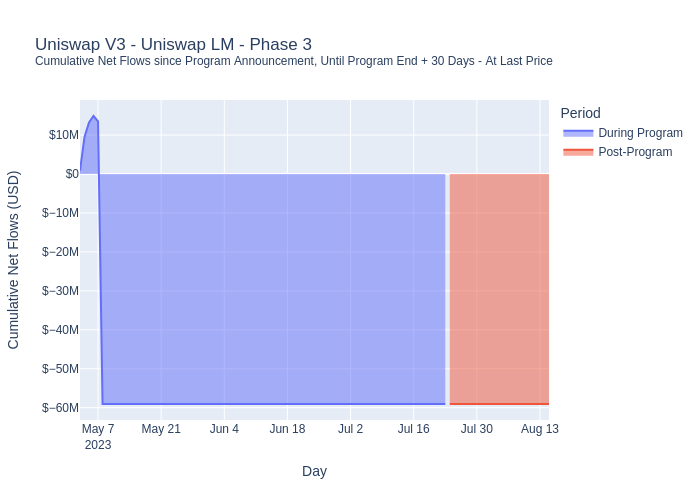 Uniswap V3 - Uniswap LM - Phase 3
Cumulative Net Flows since Program Announcement, Until Program End + 30 Days - At Last Price
Period
During Program
Post-Program
Cumulative Net Flows (USD)
$10M
$0
$−10M
$−20M
$−30M
$−40M
$−50M
$−60M
May 7
2023
May 21
Jun 4
Jun 18
Jul 2
Jul 16
Jul 30
Aug 13
Day